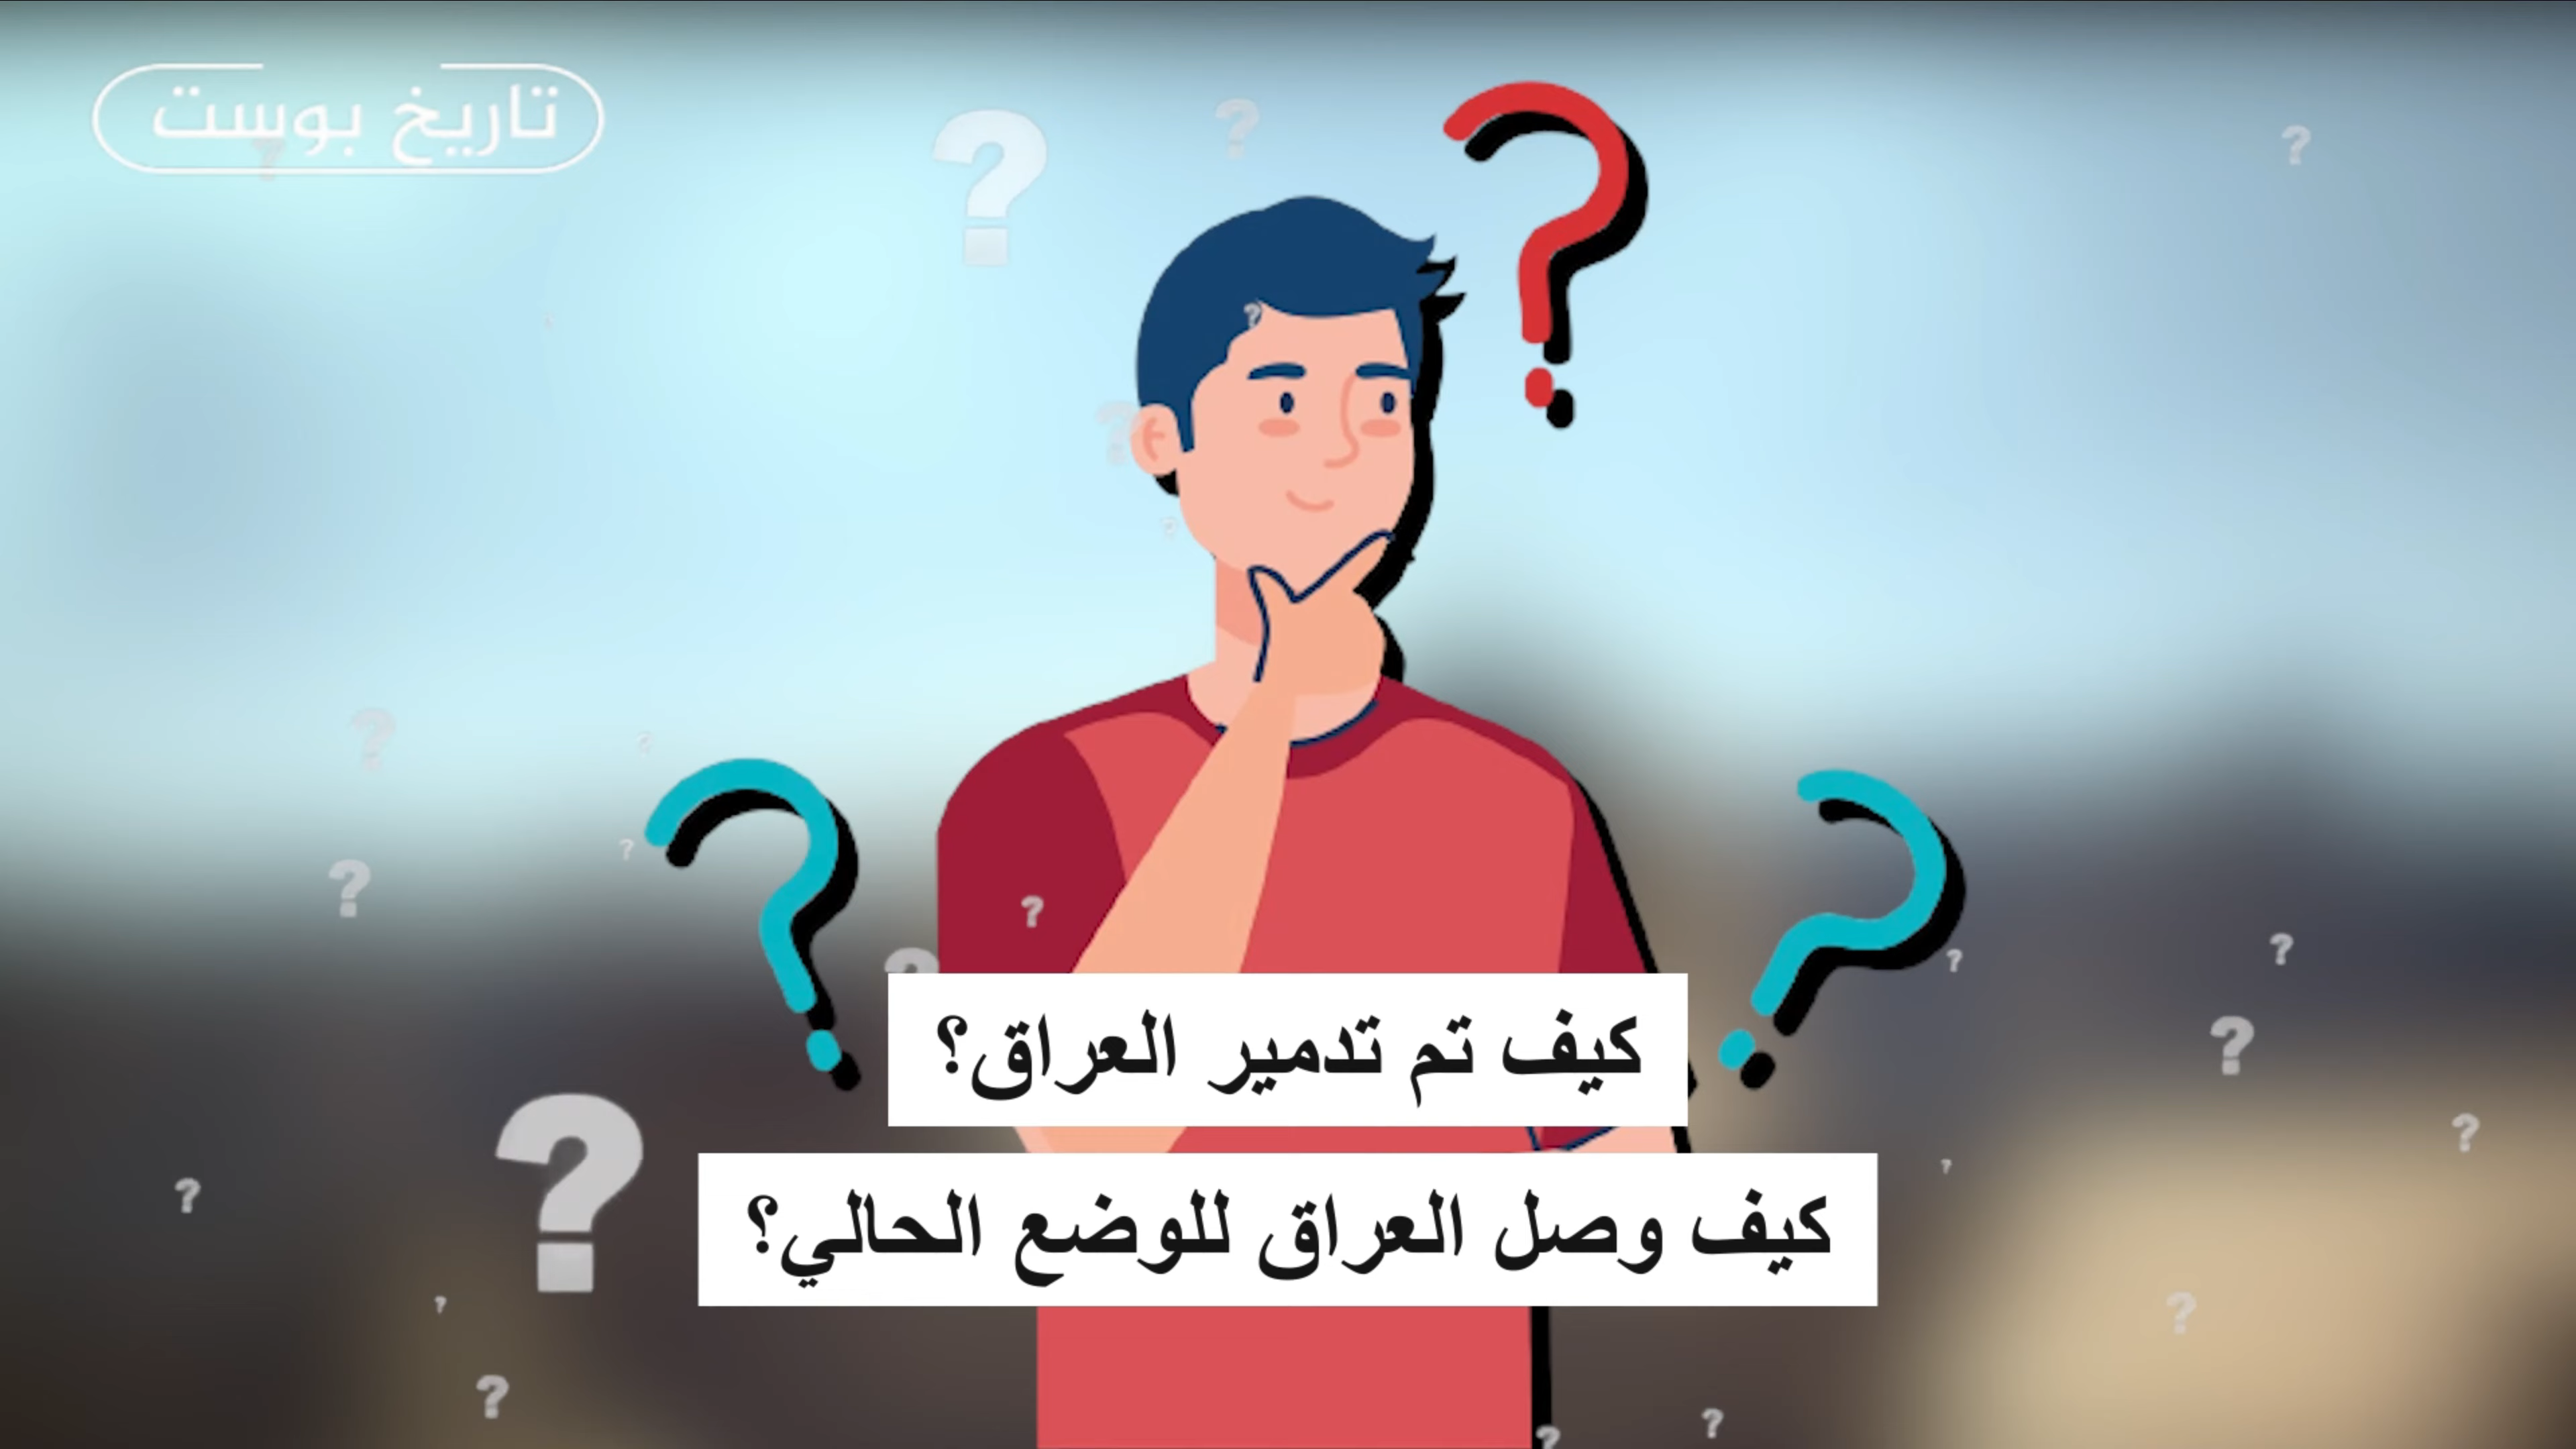 تاريخ بوست
كيف تم تدمير العراق؟
كيف وصل العراق للوضع الحالي؟